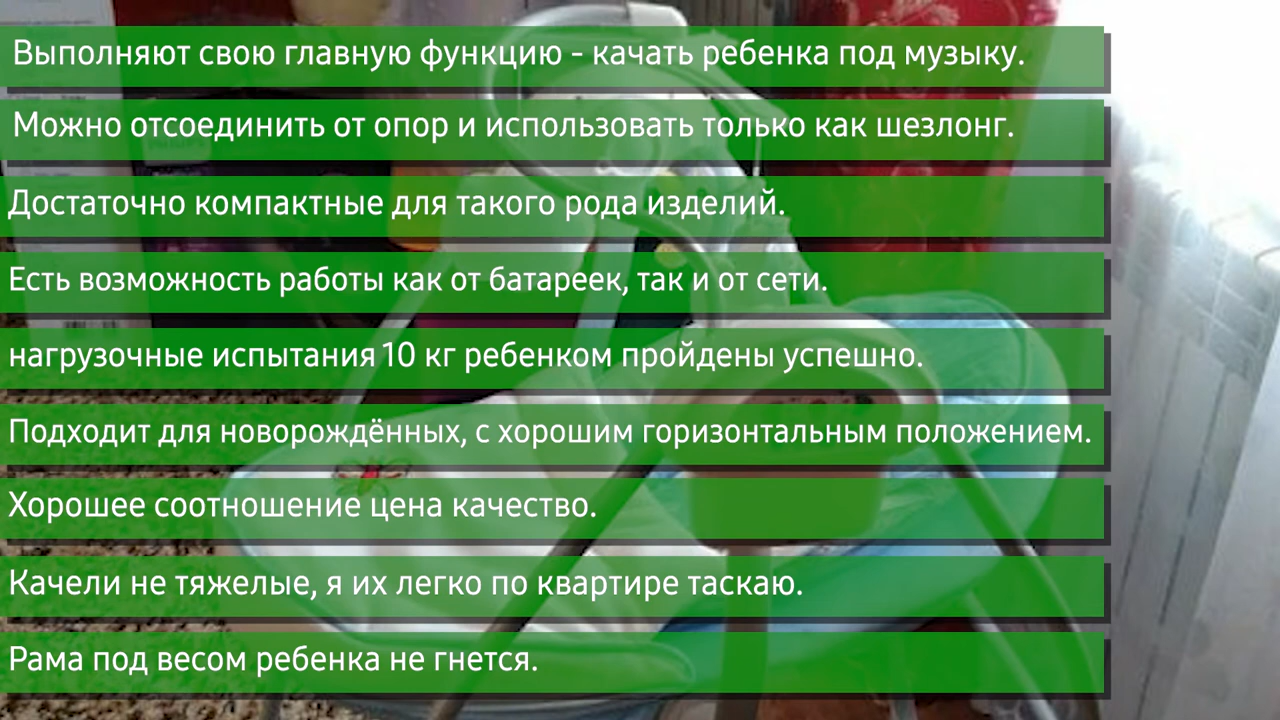 Выполняют свою главную функцию - качать ребенка под музыку.
Можно отсоединить от опор и использовать только как шезлонг.
Достаточно компактные для такого рода изделий.
Есть возможность работы как от батареек, так и от сети.
нагрузочные испытания 10 кг ребенком пройдены успешно.
Подходит для новорождённых, с хорошим горизонтальным положением.
Хорошее соотношение цена качество.
Качели не тяжелые, я их легко по квартире таскаю.
Рама под весом ребенка не гнется.